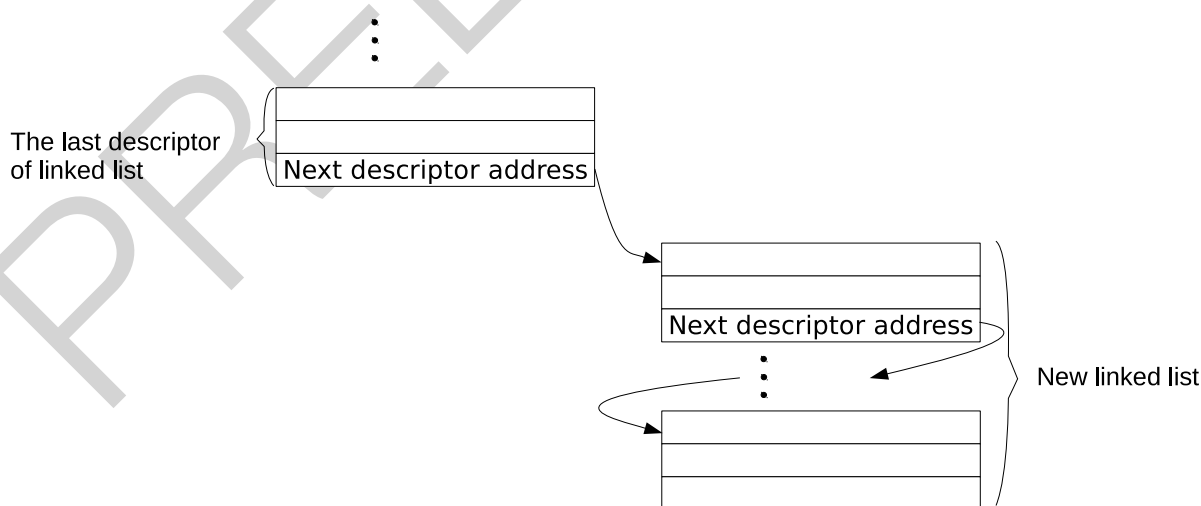 The last descriptor
of linked list
Next descriptor address
Next descriptor address
New linked list